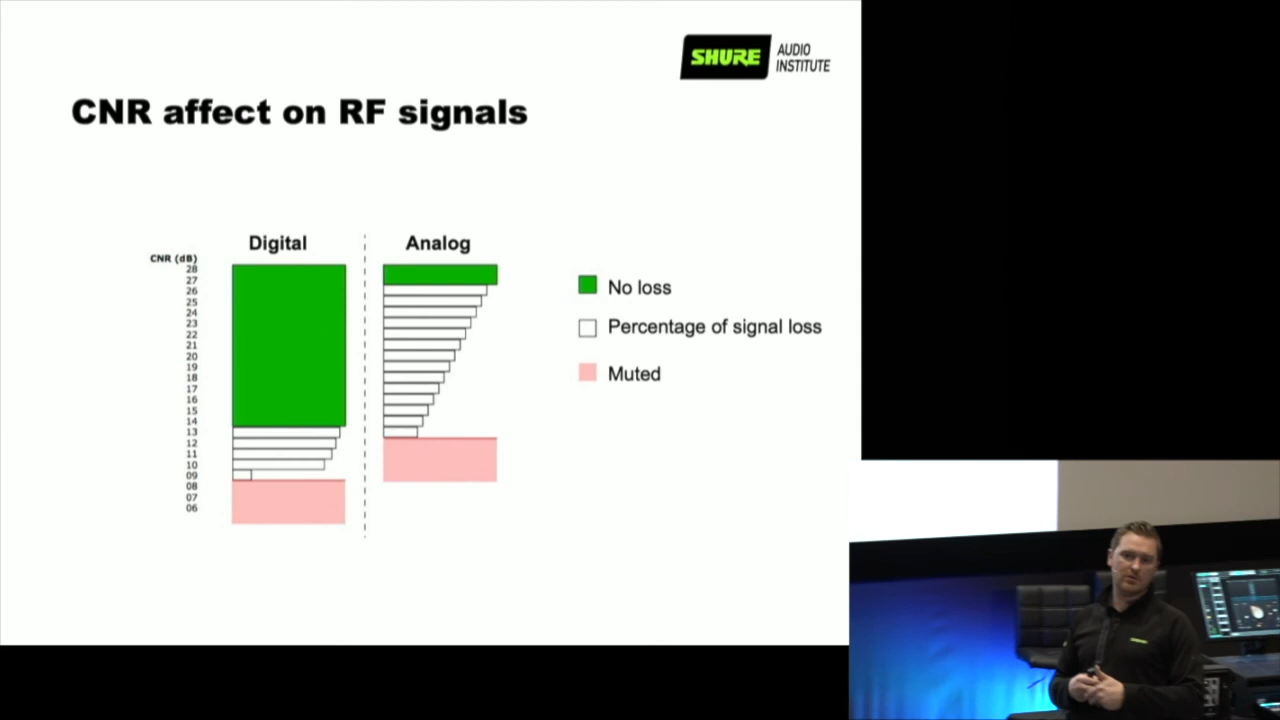 SHURE AUDIO
INSTITUTE
CNR affect on RF signals
Digital
Analog
CNR (dB)
28
27
26
25
24
23
22
21
20
19
18
17
16
15
14
13
12
11
10
09
08
07
06
No loss
Percentage of signal loss
Muted